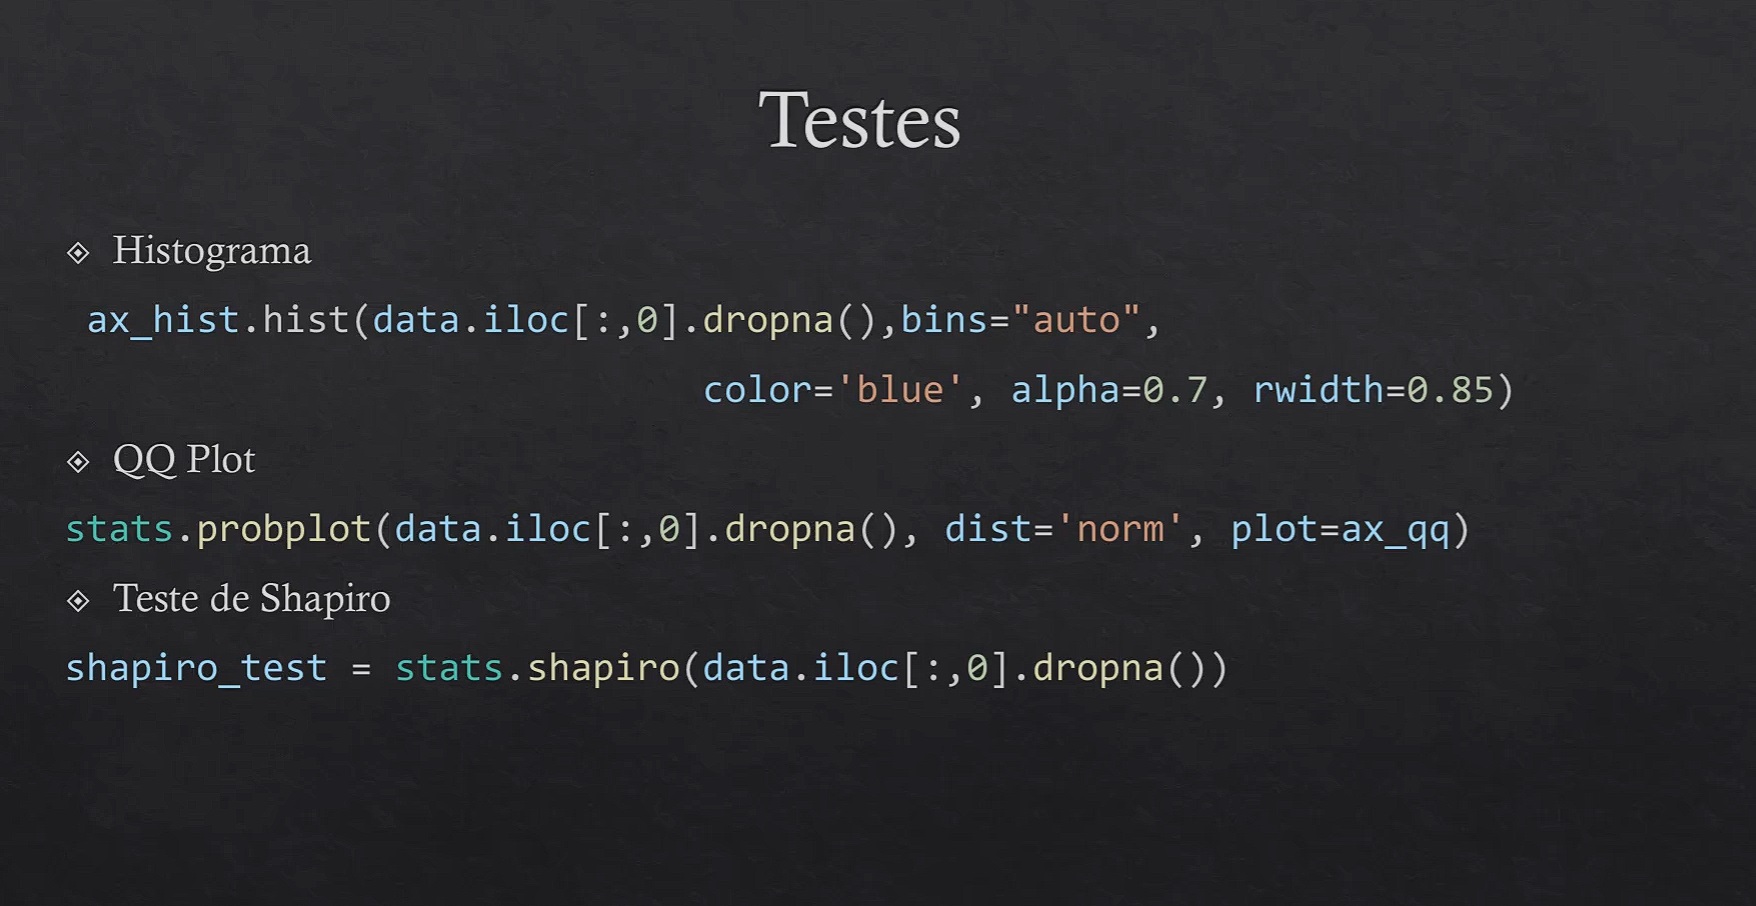 Testes
Histograma
ax_hist.hist(data.iloc[:,0].dropna(),bins="auto",
color='blue', alpha=0.7, rwidth=0.85)
QQ Plot
stats.probplot(data.iloc[:,0].dropna(), dist='norm', plot=ax_qq)
Teste de Shapiro
shapiro_test = stats.shapiro(data.iloc[:,0].dropna())